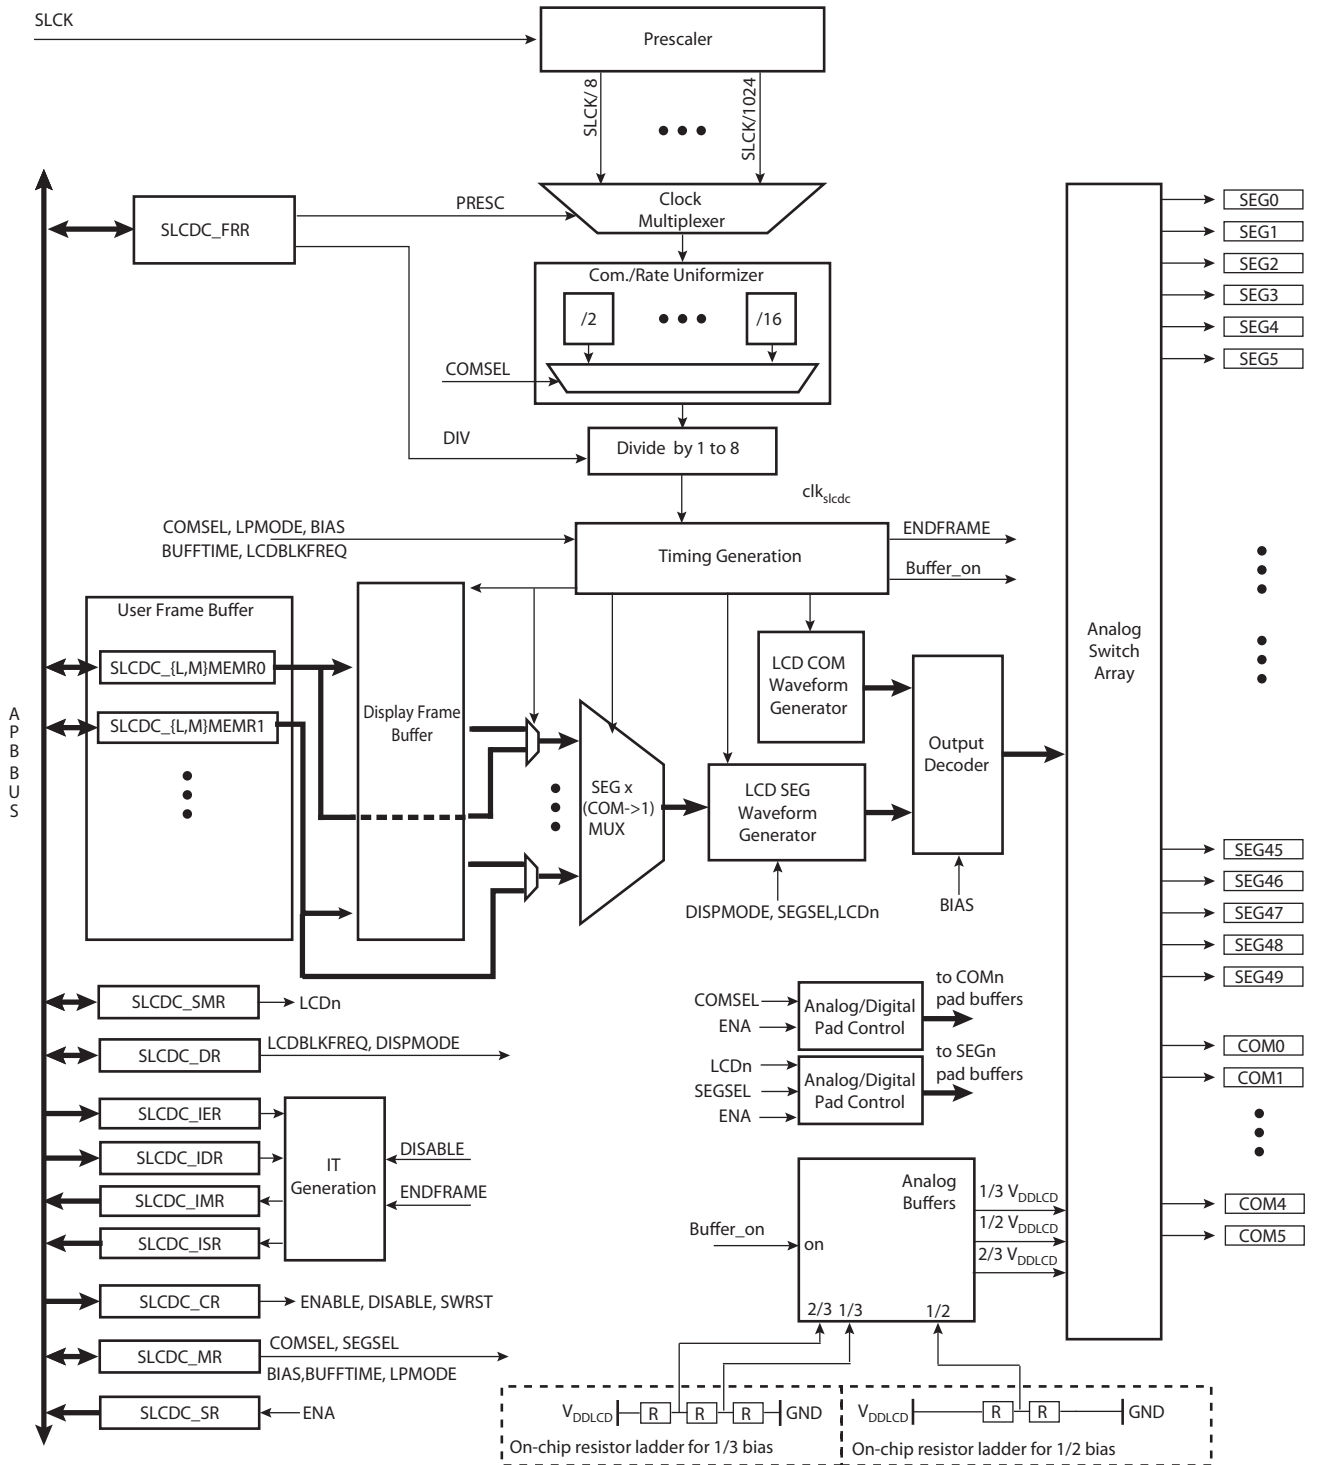 SLCK
Prescaler
SLCK/ 8
SLCK/1024
PRESC
Clock
Multiplexer
SLCDC_FRR
Com./Rate Uniformizer
/2
/16
COMSEL
DIV
Divide by 1 to 8
clkslcdc
COMSEL, LPMODE, BIAS
BUFFTIME, LCDBLKFREQ
Timing Generation
ENDFRAME
Buffer_on
User Frame Buffer
SLCDC_{L,M}MEMR0
SLCDC_{L,M}MEMR1
APB BUS
Display Frame
Buffer
SEG x
(COM->1)
MUX
LCD COM
Waveform
Generator
LCD SEG
Waveform
Generator
DISPMODE, SEGSEL,LCDn
Output
Decoder
BIAS
Analog
Switch
Array
SEG0
SEG1
SEG2
SEG3
SEG4
SEG5
SEG45
SEG46
SEG47
SEG48
SEG49
COM0
COM1
COM4
COM5
SLCDC_SMR
LCDn
SLCDC_DR
LCDBLKFREQ, DISPMODE
SLCDC_IER
SLCDC_IDR
SLCDC_IMR
SLCDC_ISR
IT
Generation
DISABLE
ENDFRAME
SLCDC_CR
ENABLE, DISABLE, SWRST
SLCDC_MR
COMSEL, SEGSEL
BIAS,BUFFTIME, LPMODE
SLCDC_SR
ENA
COMSEL
ENA
Analog/Digital
Pad Control
to COMn
pad buffers
LCDn
SEGSEL
ENA
Analog/Digital
Pad Control
to SEGn
pad buffers
Analog
Buffers
Buffer_on
on
2/3 1/3
1/2
1/3 VDDLCD
1/2 VDDLCD
2/3 VDDLCD
VDDLCD
R
R
R
GND
On-chip resistor ladder for 1/3 bias
VDDLCD
R
R
GND
On-chip resistor ladder for 1/2 bias